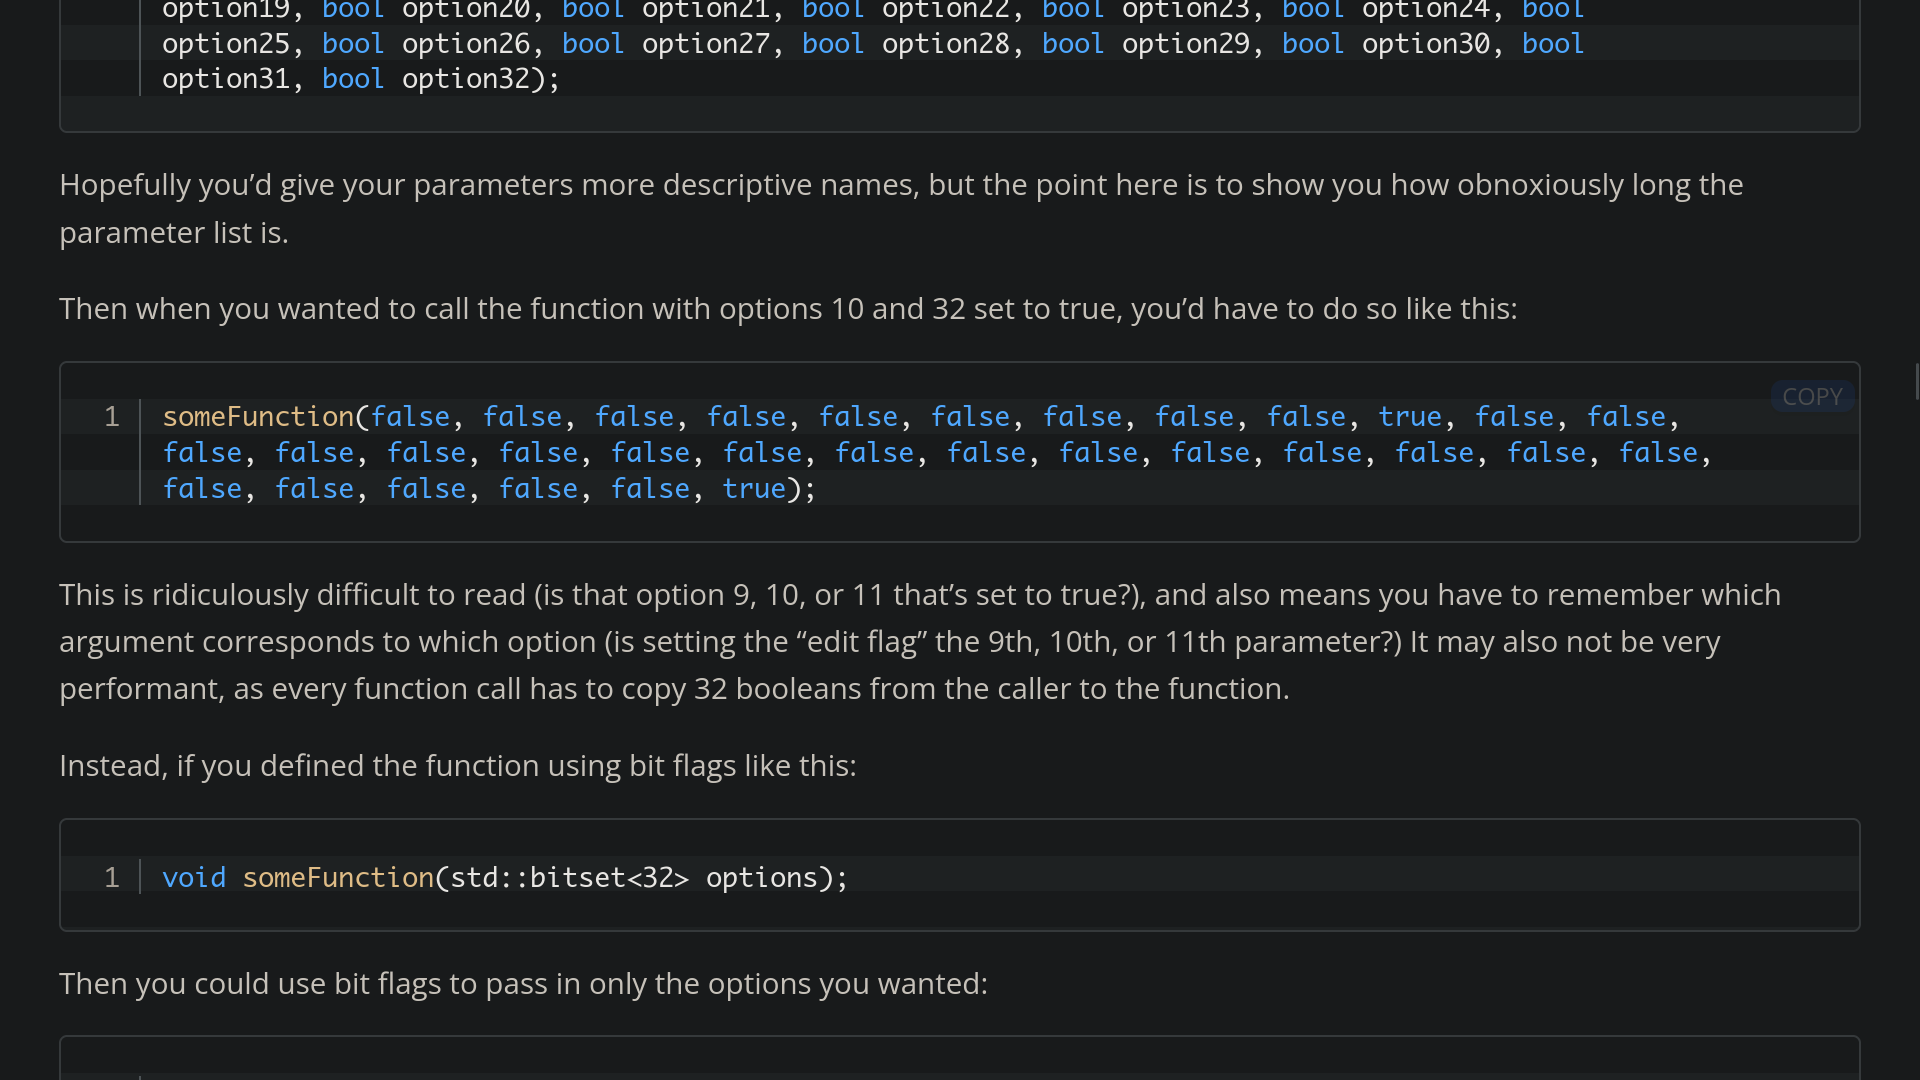 option19, bool option20, bool option21, bool option22, bool option23, bool option24, bool
option25, bool option26, bool option27, bool option28, bool option29, bool option30, bool
option31, bool option32);
Hopefully you’d give your parameters more descriptive names, but the point here is to show you how obnoxiously long the
parameter list is.
Then when you wanted to call the function with options 10 and 32 set to true, you’d have to do so like this:
COPY
1 someFunction(false, false, false, false, false, false, false, false, false, true, false, false,
false, false, false, false, false, false, false, false, false, false, false, false, false, false,
false, false, false, false, false, true);
This is ridiculously difficult to read (is that option 9, 10, or 11 that’s set to true?), and also means you have to remember which
argument corresponds to which option (is setting the “edit flag” the 9th, 10th, or 11th parameter?) It may also not be very
performant, as every function call has to copy 32 booleans from the caller to the function.
Instead, if you defined the function using bit flags like this:
1 void someFunction(std::bitset<32> options);
Then you could use bit flags to pass in only the options you wanted: